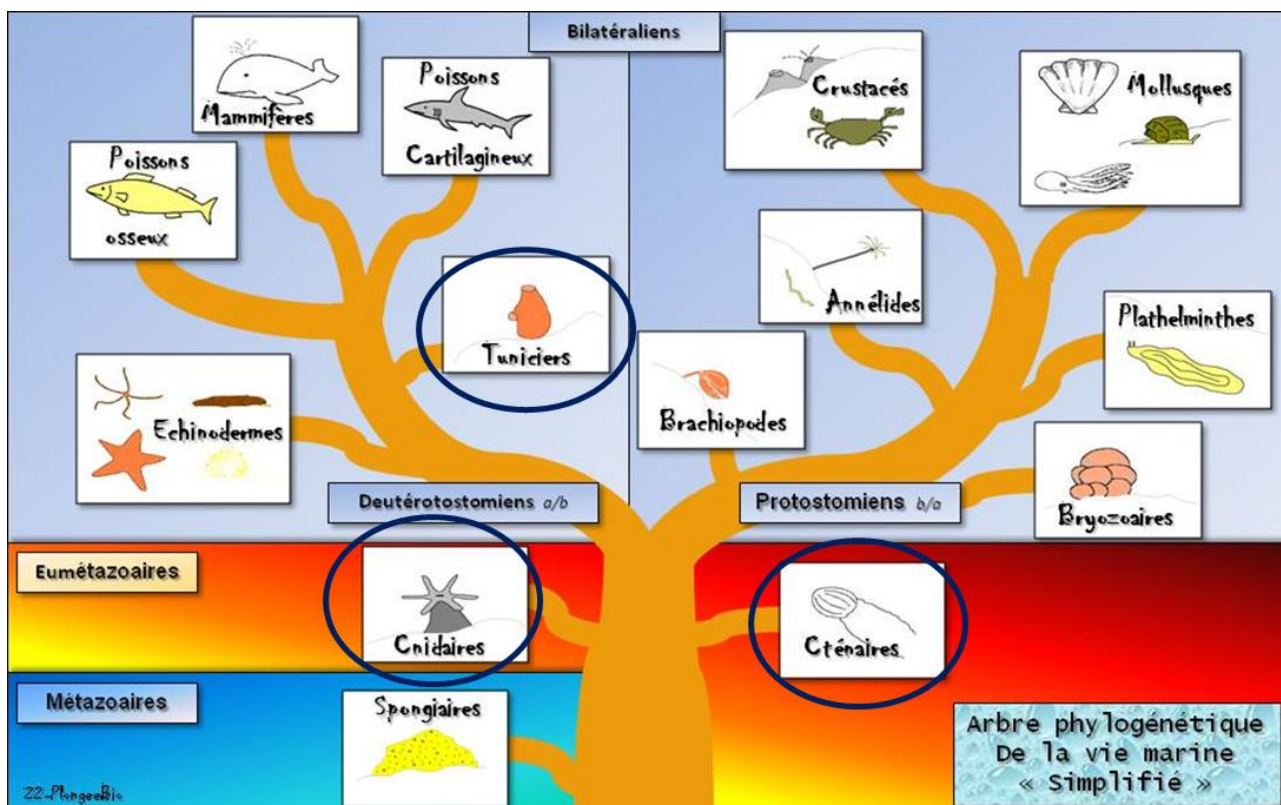 Bilatéraliens
Mammifères
Poissons
Cartilagineux
Poissons
osseux
Tuniciers
Echinodermes
Crustacés
Mollusques
Annélides
Plathelminthes
Brachiopodes
Bryozoaires
Deutérotostomiens a/b
Protostomiens b/a
Eumétazoaires
Cnidaires
Cténaires
Métazoaires
Spongiaires
Arbre phylogénétique
De la vie marine
« Simplifié »
22-PlongeeBio